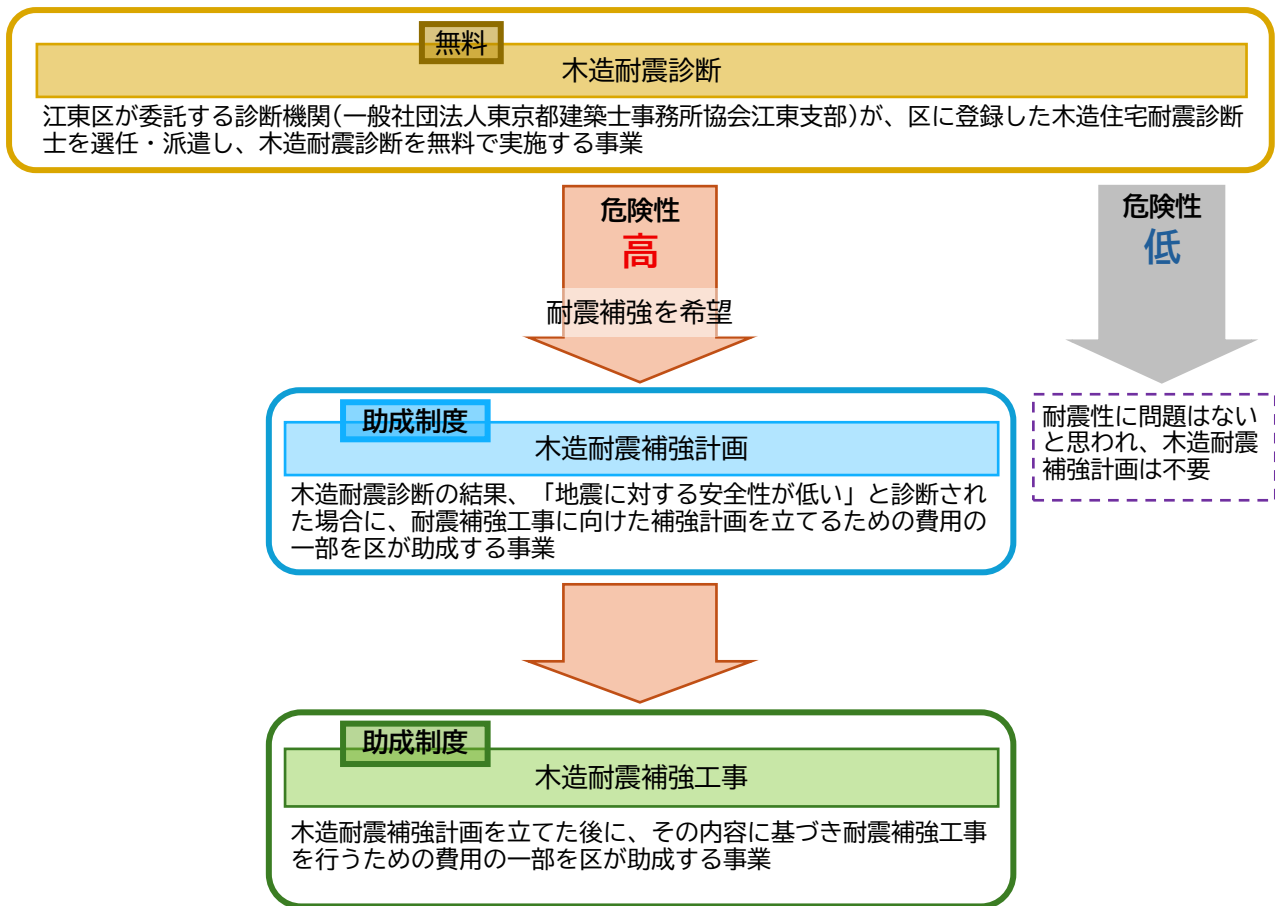 無料
木造耐震診断
江東区が委託する診断機関(一般社団法人東京都建築士事務所協会江東支部)が、区に登録した木造住宅耐震診断
士を選任・派遣し、木造耐震診断を無料で実施する事業
危険性
高
耐震補強を希望
危険性
低
助成制度
木造耐震補強計画
木造耐震診断の結果、「地震に対する安全性が低い」と診断され
た場合に、耐震補強工事に向けた補強計画を立てるための費用の
一部を区が助成する事業
耐震性に問題はない
と思われ、木造耐震
補強計画は不要
助成制度
木造耐震補強工事
木造耐震補強計画を立てた後に、その内容に基づき耐震補強工事
を行うための費用の一部を区が助成する事業